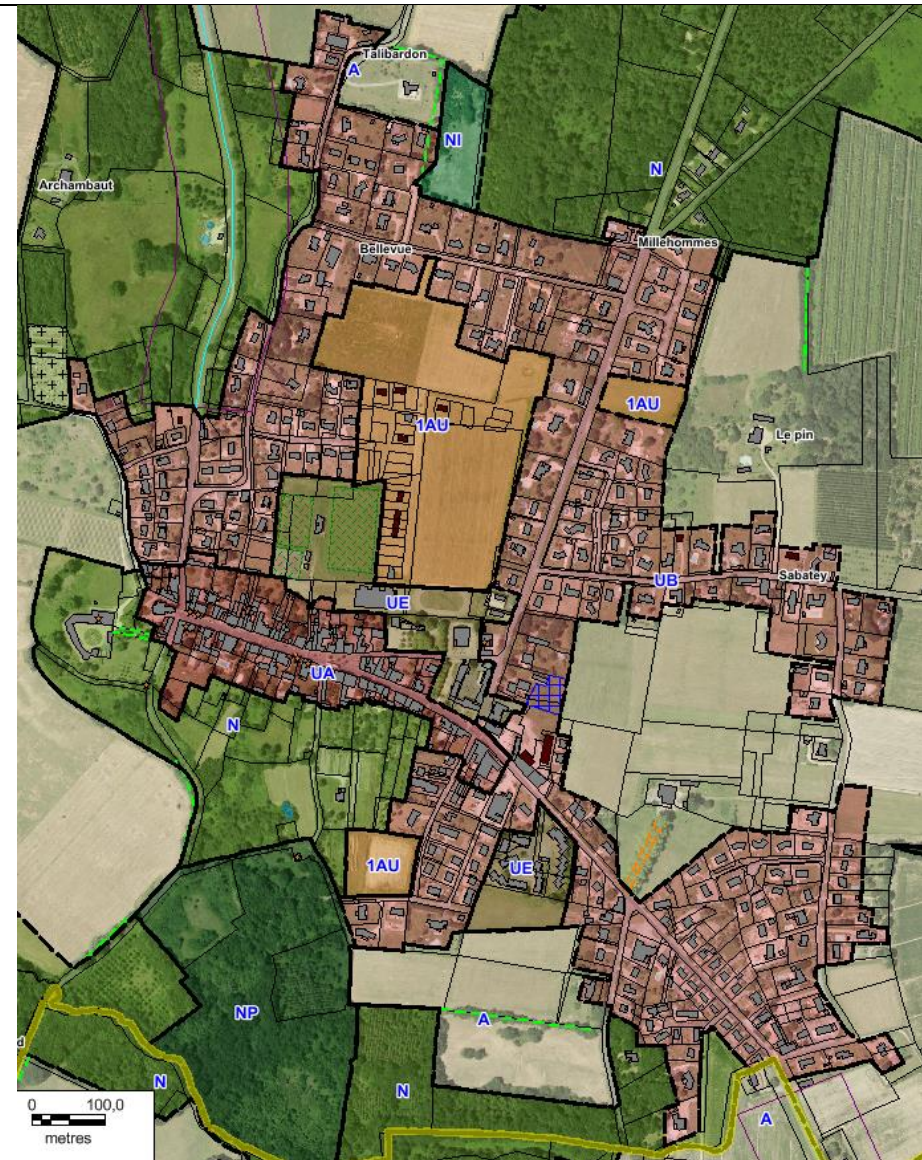 Talibardon
A
NI
N
Archambaut
Millehommes
Bellevue
1AU
1AU
Le pin
UB
Sabatey
UE
UA
N
1AU
UE
NP
A
d
N
N
A
0 100,0
metres